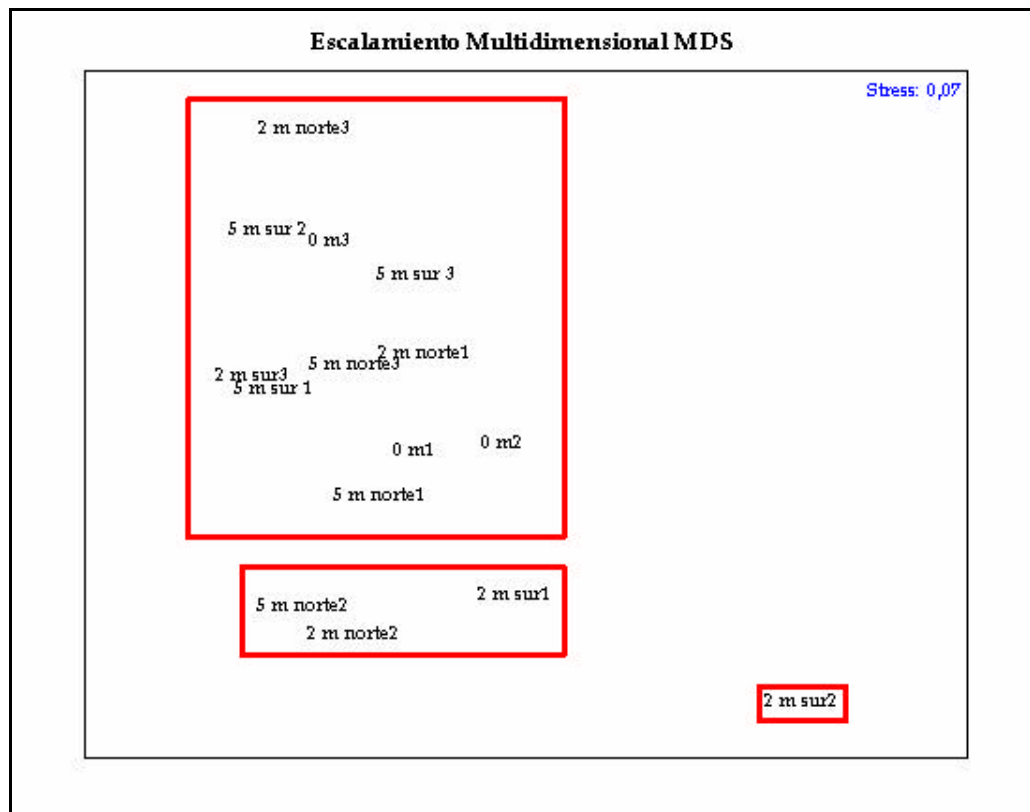 Escalamiento Multidimensional MDS
Stress: 0,07
2 m norte3
5 m sur 2
0 m3
5 m sur 3
2 m norte1
5 m norte3
2 m sur3
5 m sur 1
0 m2
0 m1
5 m norte1
2 m sur1
5 m norte2
2 m norte2
2 m sur2